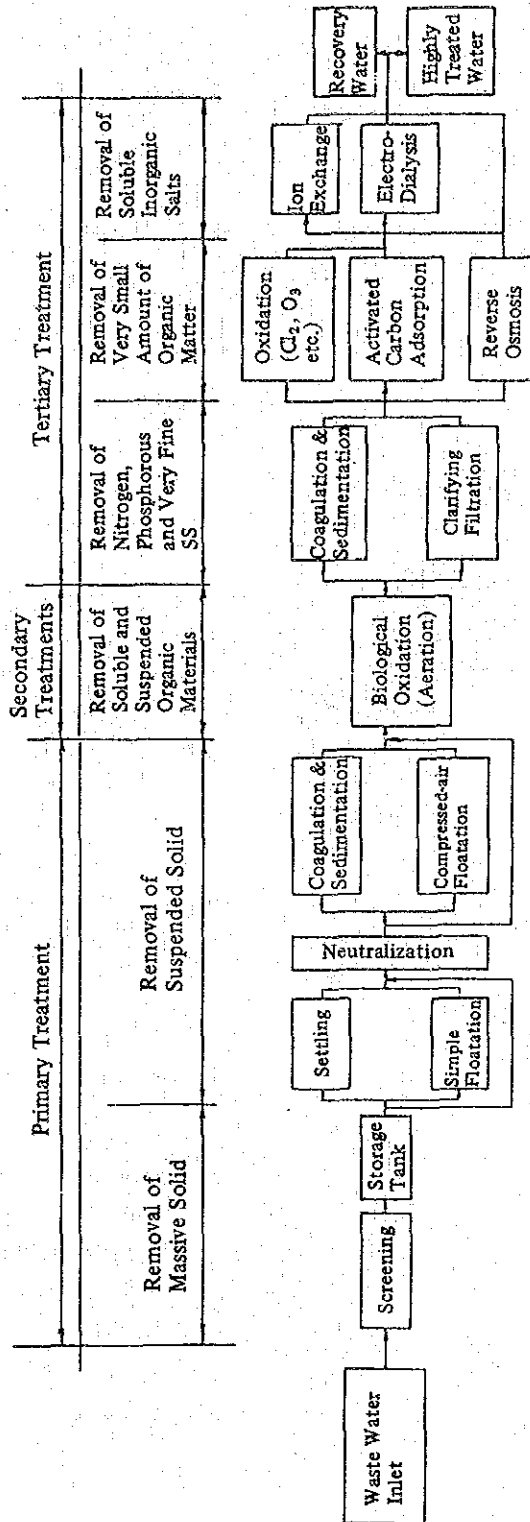 Primary Treatment
Secondary
Treatments
Tertiary Treatment
Removal of
Massive Solid
Removal of
Suspended Solid
Removal of
Soluble and
Suspended
Organic
Materials
Removal of
Nitrogen,
Phosphorous
and Very Fine
SS
Removal of
Very Small
Amount of
Organic
Matter
Removal of
Soluble
Inorganic
Salts
Waste Water
Inlet
Screening
Storage
Tank
Settling
Simple
Floatation
Neutralization
Coagulation &
Sedimentation
Compressed-air
Floatation
Biological
Oxidation
(Aeration)
Coagulation &
Sedimentation
Clarifying
Filtration
Oxidation
(Cl₂, O₃
etc.)
Activated
Carbon
Adsorption
Reverse
Osmosis
Ion
Exchange
Electro-
Dialysis
Recovery
Water
Highly
Treated
Water